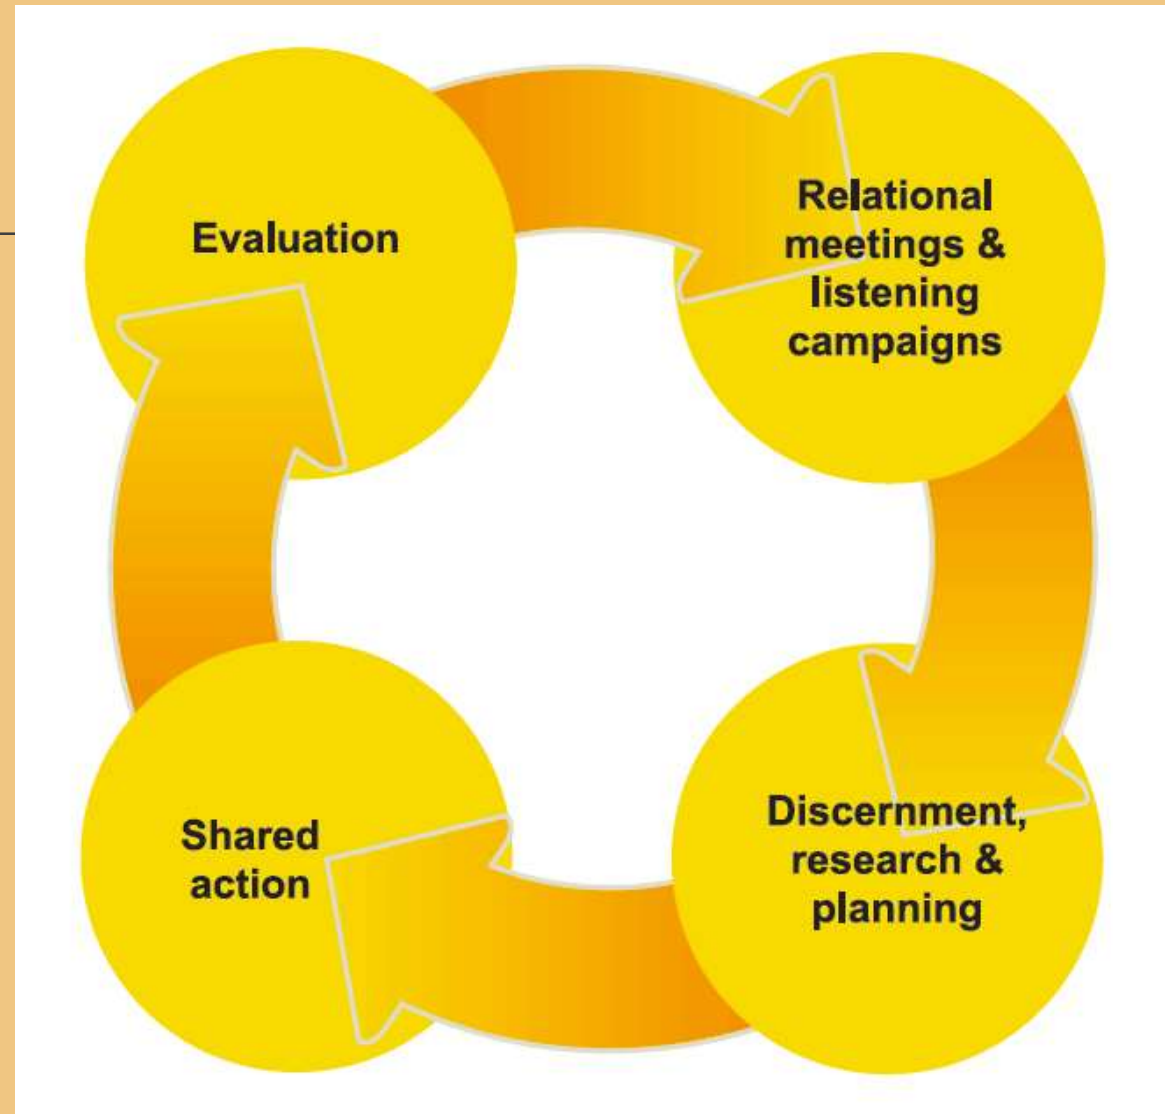 Evaluation
Relational
meetings &
listening
campaigns
Discernment,
research &
planning
Shared
action